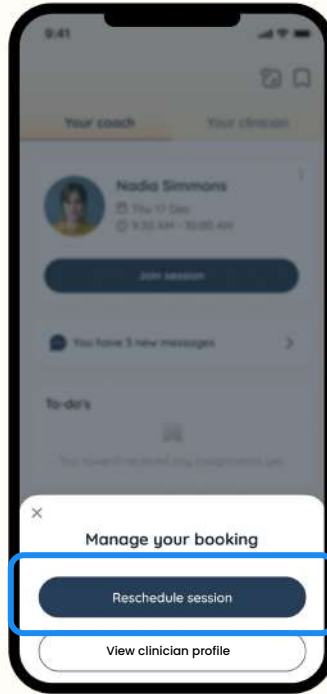 9:41
Your coach
Your clinician
Nadia Simmons
Thu 17 Dec
9:30 AM - 10:00 AM
Join session
You have 3 new messages
To-do's
Manage your booking
Reschedule session
View clinician profile